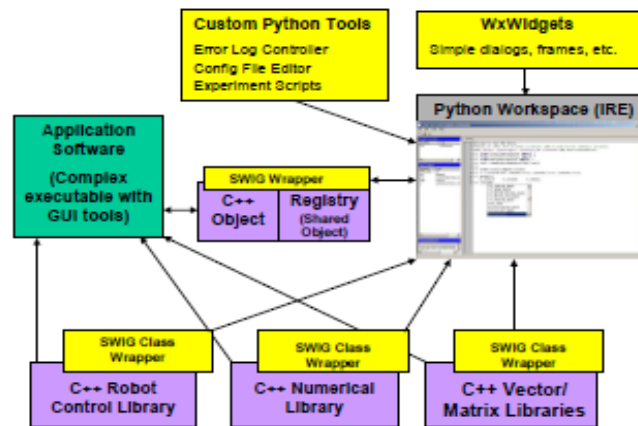 Custom Python Tools
Error Log Controller
Config File Editor
Experiment Scripts
WxWidgets
Simple dialogs, frames, etc.
Python Workspace (IRE)
Application
Software
(Complex
executable with
GUI tools)
SWIG Wrapper
C++
Object
Registry
(Shared
Object)
SWIG Class
Wrapper
C++ Robot
Control Library
SWIG Class
Wrapper
C++ Numerical
Library
SWIG Class
Wrapper
C++ Vector/
Matrix Libraries